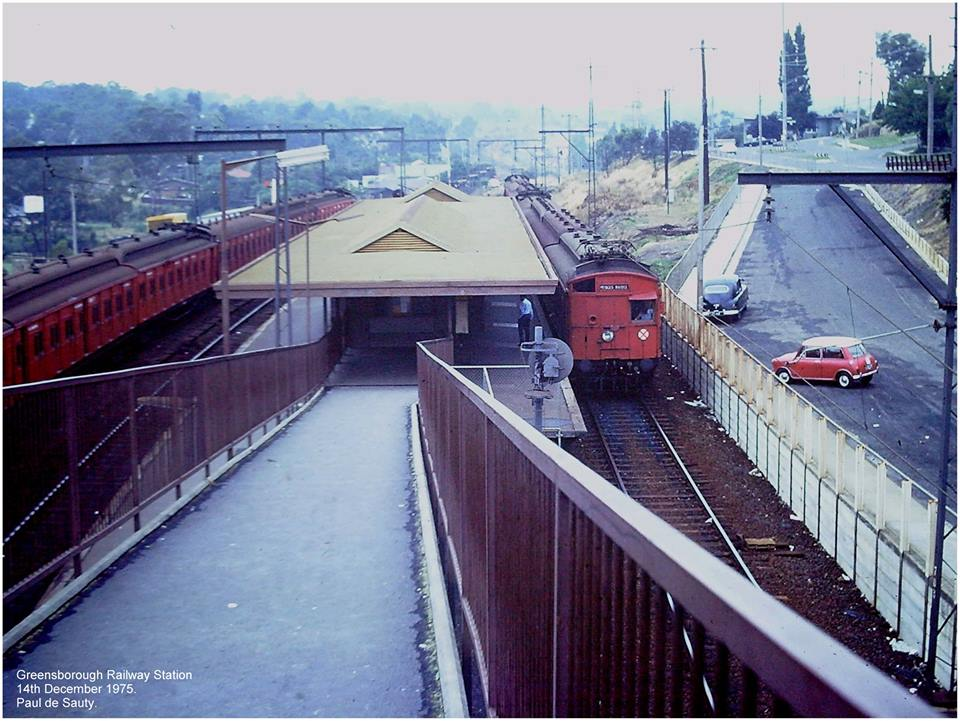 Greensborough Railway Station
14th December 1975.
Paul de Sauty.